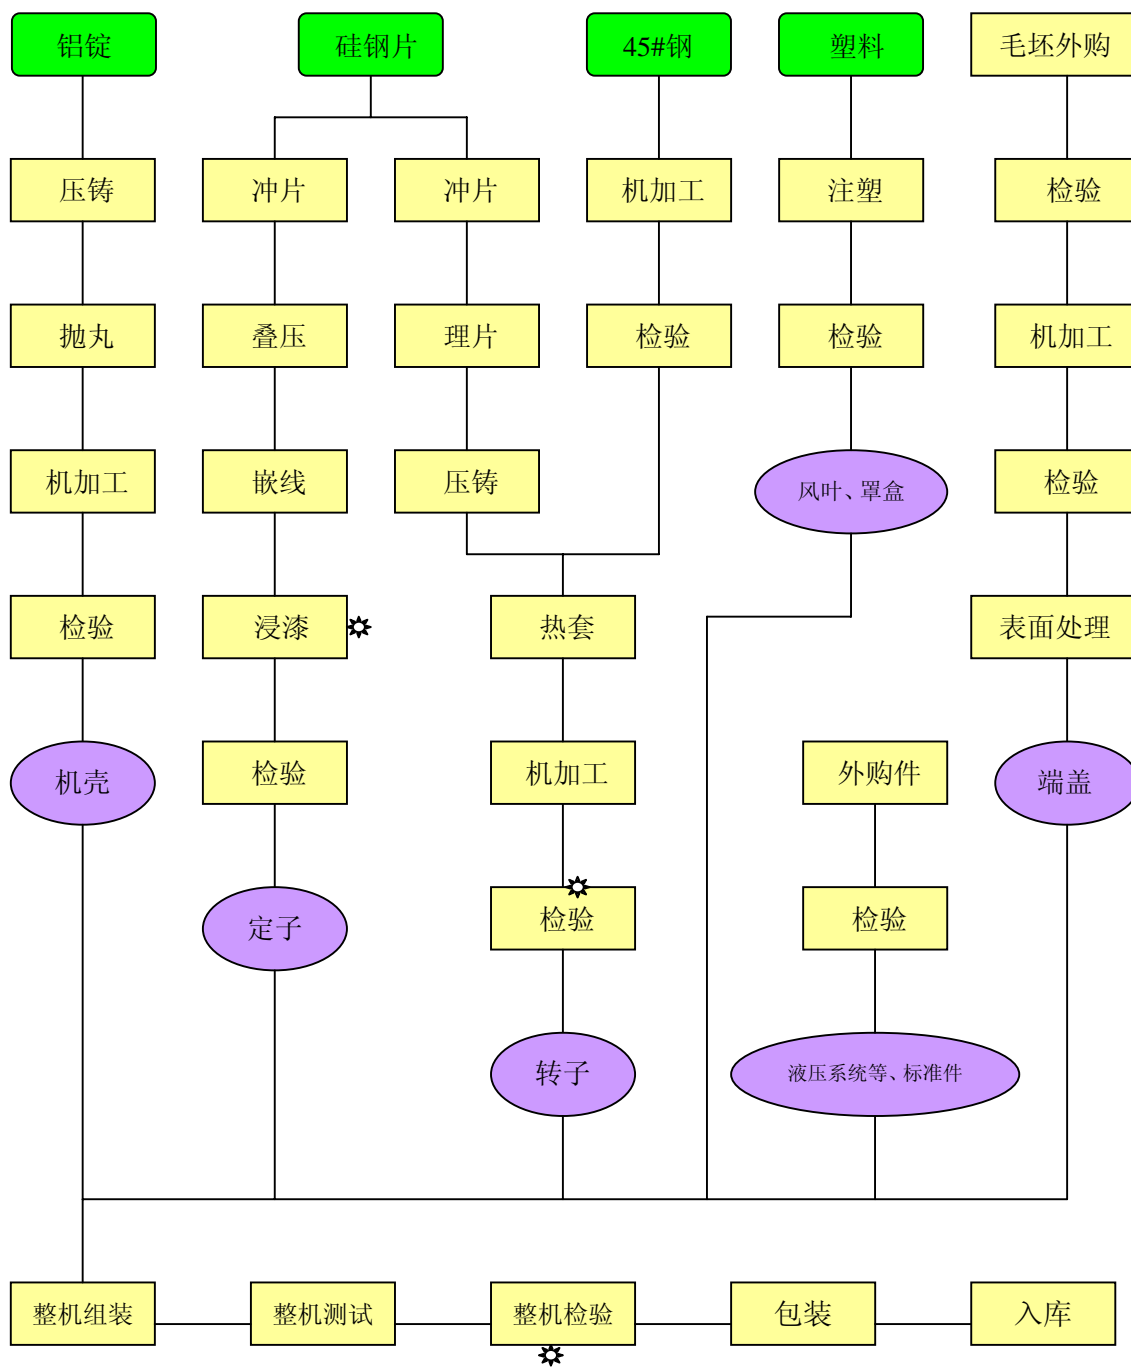 铝锭
硅钢片
45#钢
塑料
毛坯外购
压铸
冲片
冲片
机加工
注塑
检验
抛丸
叠压
理片
检验
检验
机加工
机加工
嵌线
压铸
风叶、罩盒
检验
检验
浸漆
热套
表面处理
机壳
检验
机加工
外购件
端盖
定子
检验
检验
转子
液压系统等、标准件
整机组装
整机测试
整机检验
包装
入库